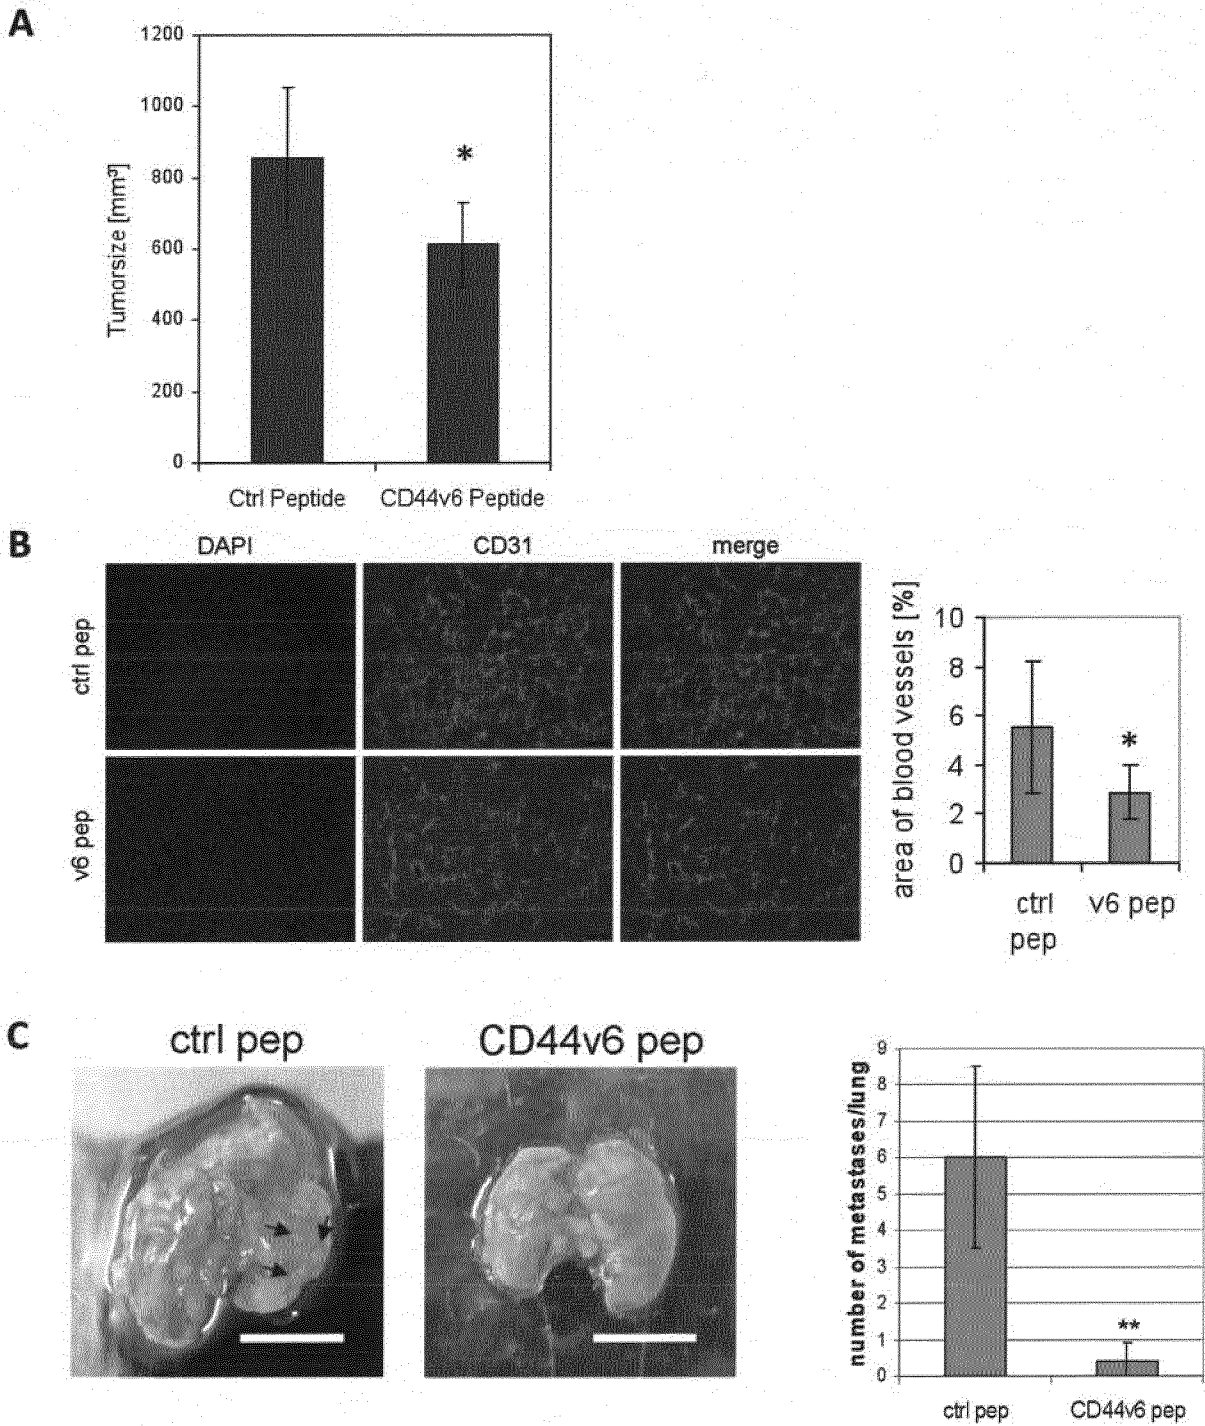 A
1200
1000
800
600
400
200
0
Tumorsize [mm³]
*
Ctrl Peptide
CD44v6 Peptide
B
DAPI
CD31
merge
ctrl pep
v6 pep
area of blood vessels [%]
10
8
6
4
2
0
*
ctrl
pep
v6 pep
C
ctrl pep
CD44v6 pep
number of metastases/lung
9
8
7
6
5
4
3
2
1
0
**
ctrl pep
CD44v6 pep